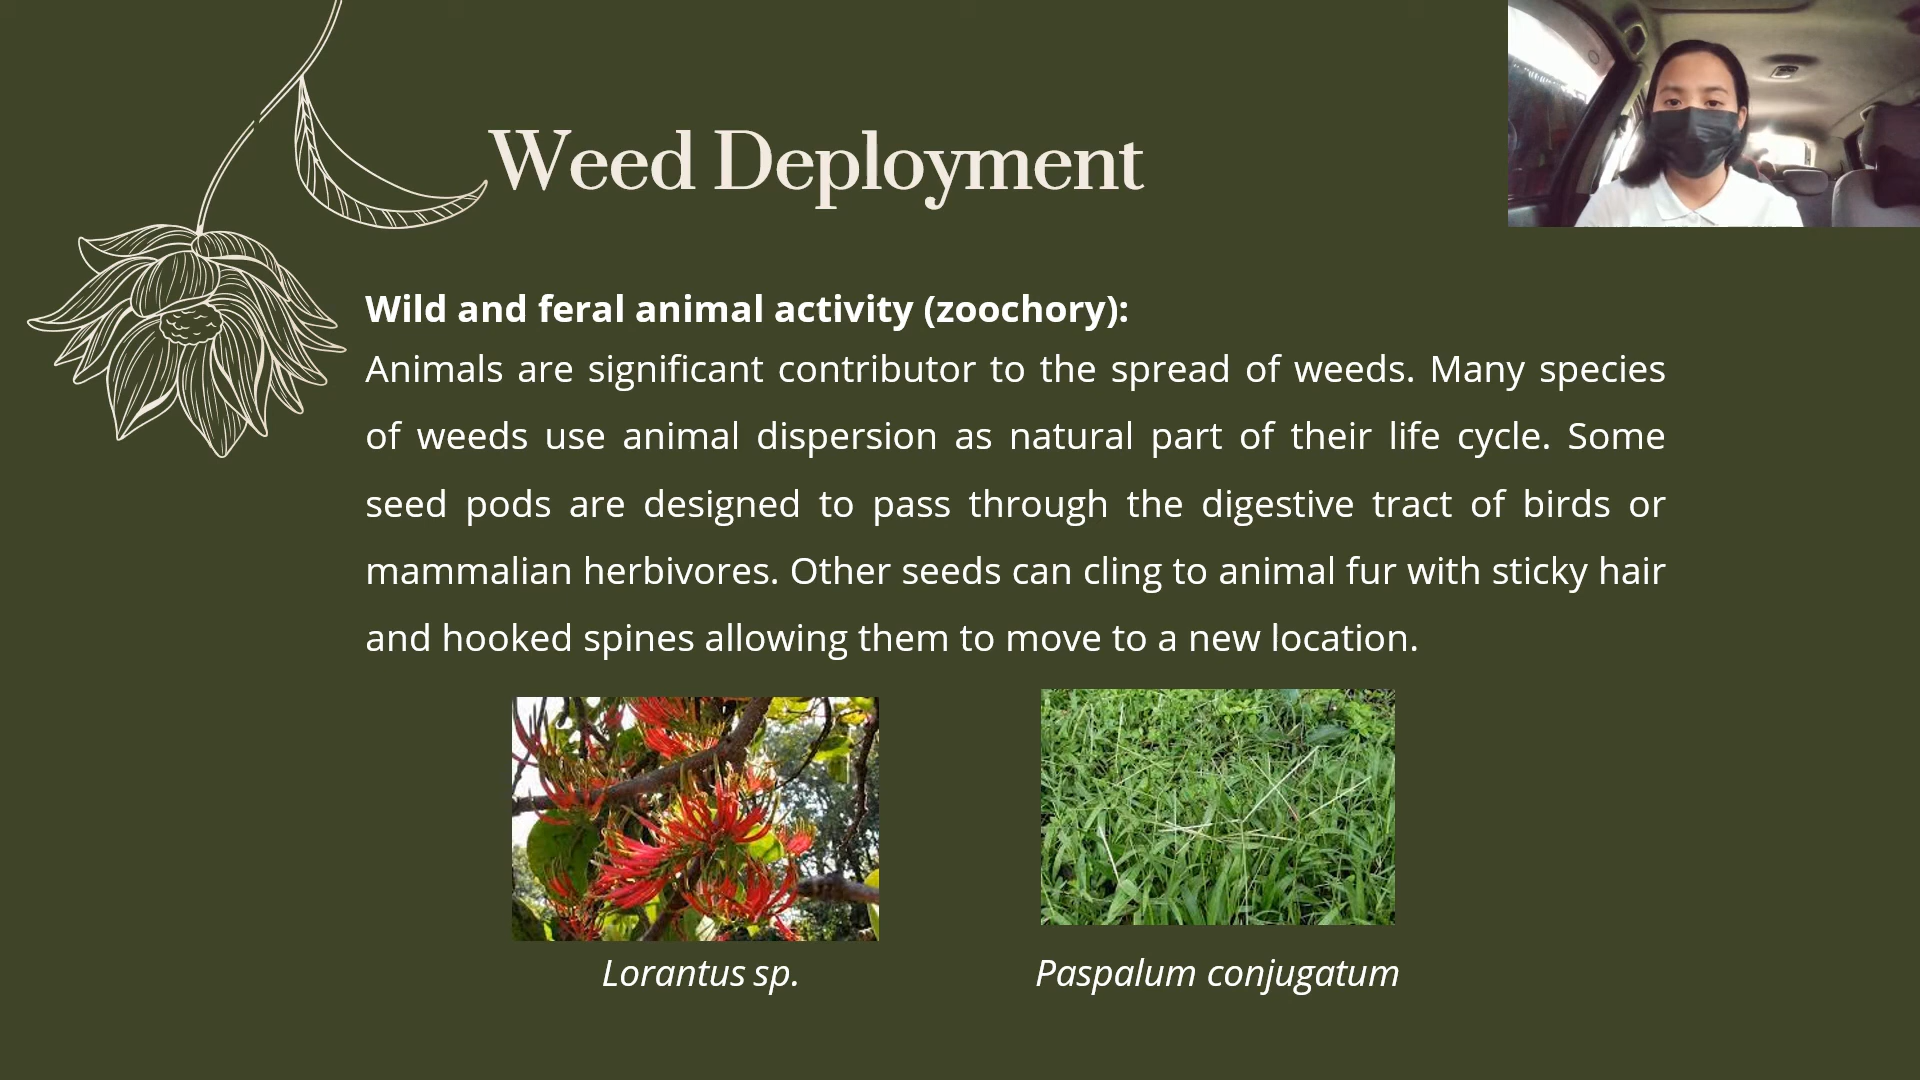 Weed Deployment
Wild and feral animal activity (zoochory):
Animals are significant contributor to the spread of weeds. Many species
of weeds use animal dispersion as natural part of their life cycle. Some
seed pods are designed to pass through the digestive tract of birds or
mammalian herbivores. Other seeds can cling to animal fur with sticky hair
and hooked spines allowing them to move to a new location.
Lorantus sp.
Paspalum conjugatum